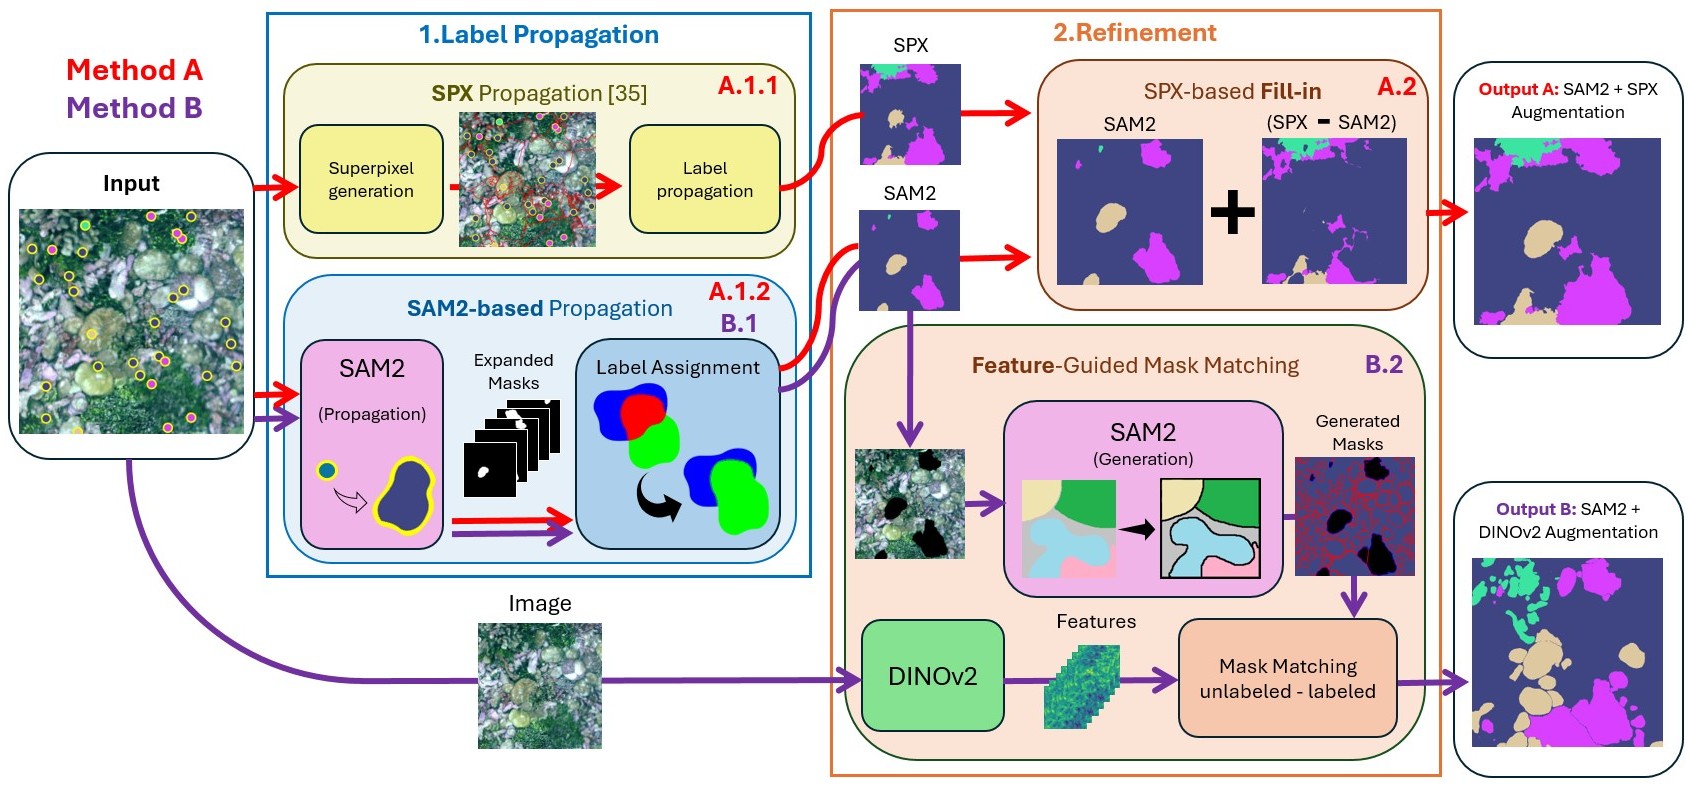 Method A
Method B
Input
1.Label Propagation
SPX Propagation [35]
A.1.1
Superpixel
generation
Label
propagation
SAM2-based Propagation
A.1.2
B.1
SAM2
(Propagation)
Expanded
Masks
Label Assignment
Image
2.Refinement
SPX
SAM2
SPX-based Fill-in
A.2
SAM2
(SPX - SAM2)
+
Feature-Guided Mask Matching
B.2
SAM2
(Generation)
Generated
Masks
DINOv2
Features
Mask Matching
unlabeled - labeled
Output A: SAM2 + SPX
Augmentation
Output B: SAM2 +
DINOv2 Augmentation